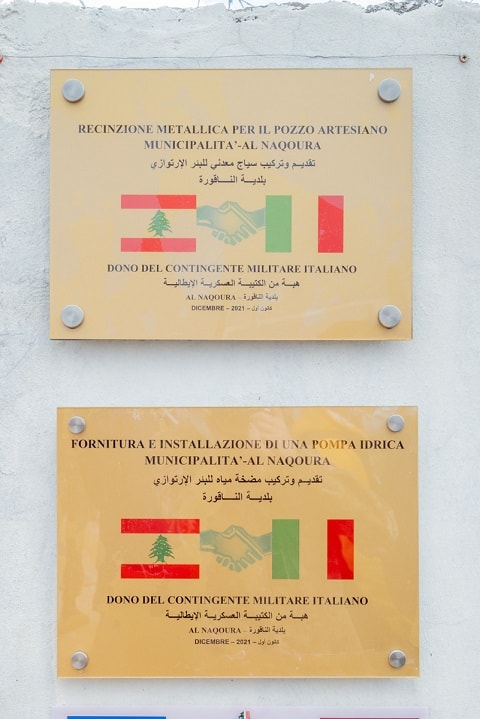 RECINZIONE METALLICA PER IL POZZO ARTESIANO
MUNICIPALITA'-AL NAQOURA
تقديم وتركيب سياج معدني للبئر الإرتوازي
بلدية النـــاقورة
DONO DEL CONTINGENTE MILITARE ITALIANO
هبة من الكتيبة العسكرية الإيطالية
AL NAQOURA – بلدية الناقورة
DICEMBRE – 2021 – كانون أول
FORNITURA E INSTALLAZIONE DI UNA POMPA IDRICA
MUNICIPALITA'-AL NAQOURA
تقديم وتركيب مضخة مياه للبئر الإرتوازي
بلدية النـــاقورة
DONO DEL CONTINGENTE MILITARE ITALIANO
هبة من الكتيبة العسكرية الإيطالية
AL NAQOURA – بلدية الناقورة
DICEMBRE – 2021 – كانون أول